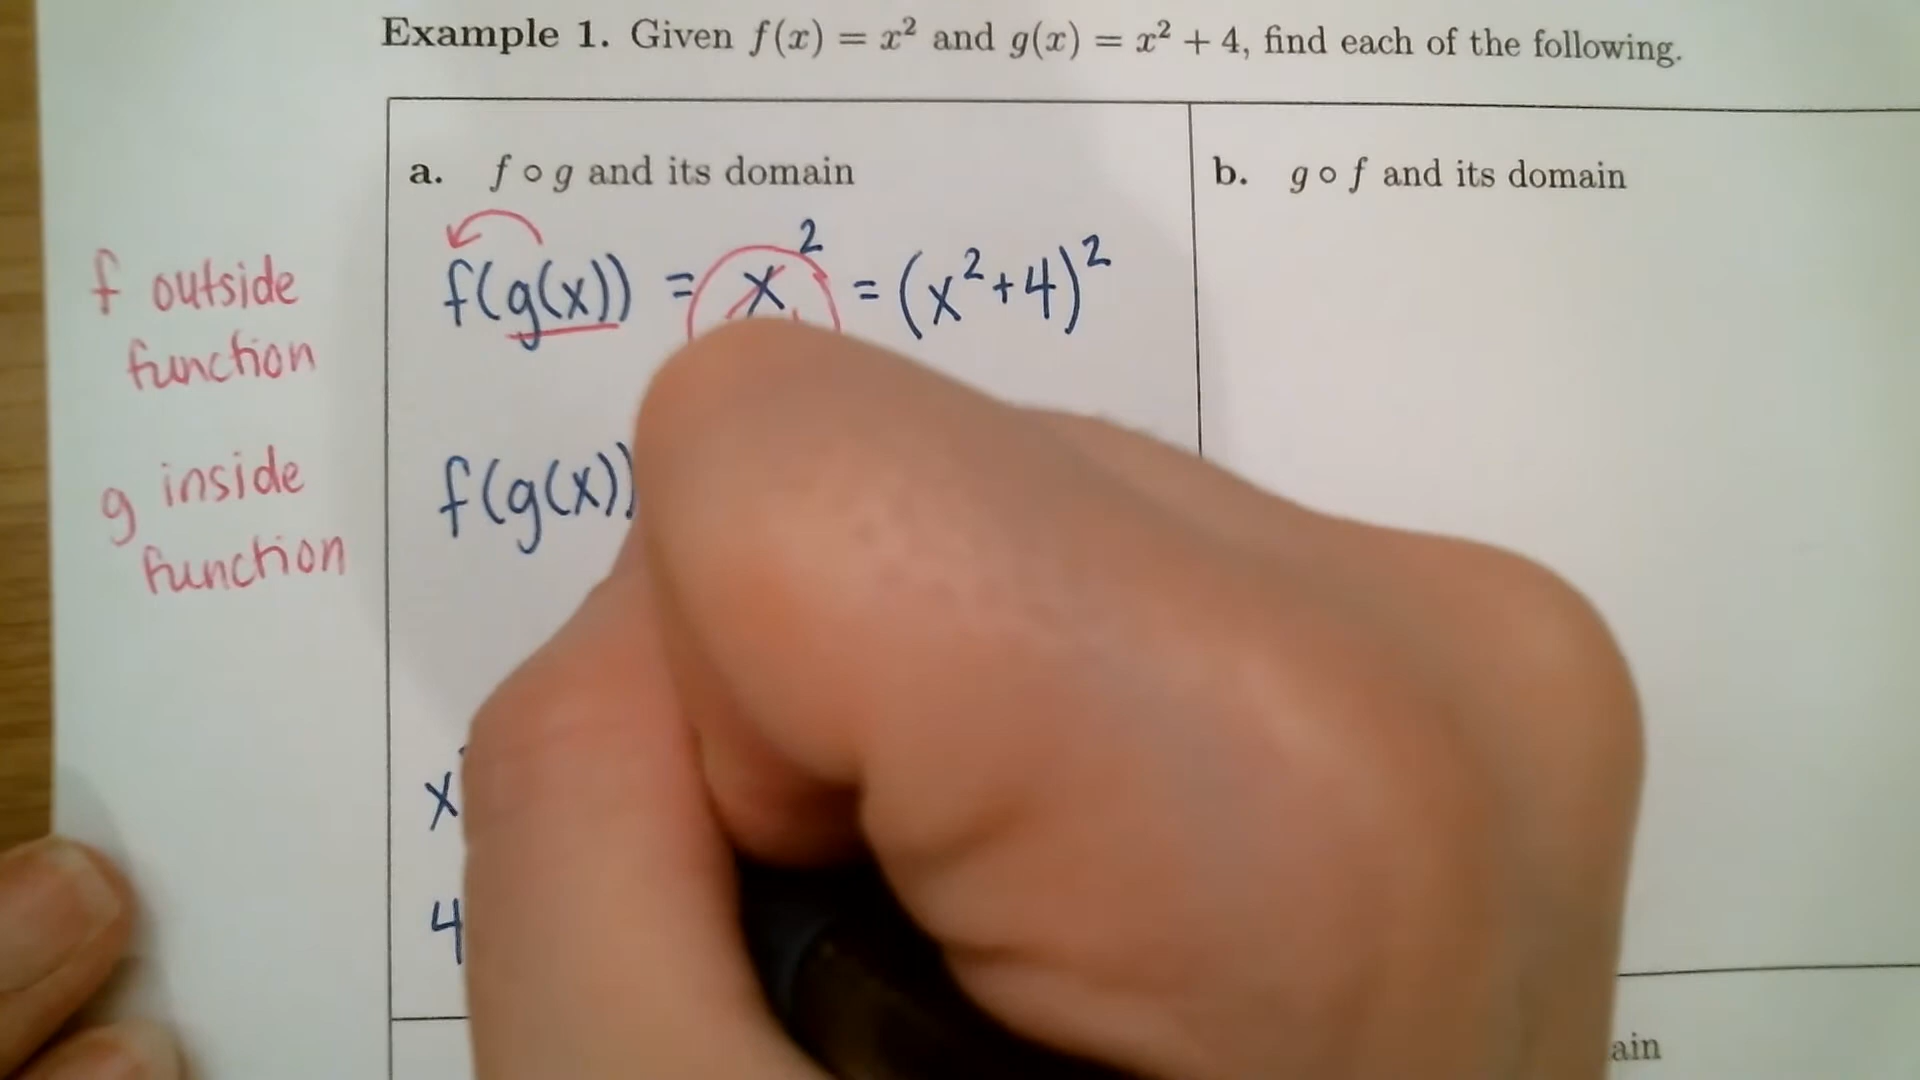 Example 1. Given f(x) = x² and g(x) = x² + 4, find each of the following.
a. f ∘ g and its domain
b. g ∘ f and its domain
f(g(x)) = x² = (x²+4)²
f outside
function
f(g(x))
g inside
function
x
4
ain